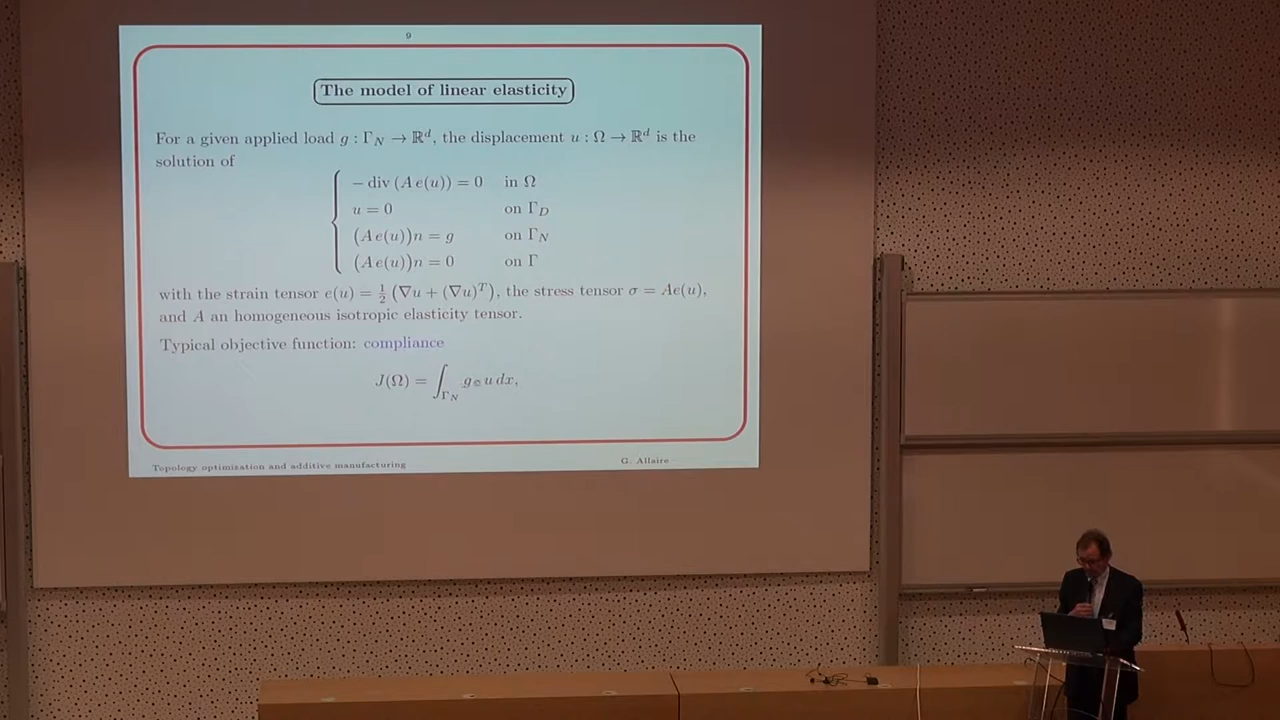 9
The model of linear elasticity
For a given applied load g : Γ_N → ℝ^d, the displacement u : Ω → ℝ^d is the
solution of
− div (A e(u)) = 0 in Ω
u = 0 on Γ_D
(A e(u))n = g on Γ_N
(A e(u))n = 0 on Γ
with the strain tensor e(u) = 1/2 (∇u + (∇u)^T), the stress tensor σ = Ae(u),
and A an homogeneous isotropic elasticity tensor.
Typical objective function: compliance
J(Ω) = ∫_{Γ_N} g · u dx,
Topology optimization and additive manufacturing G. Allaire